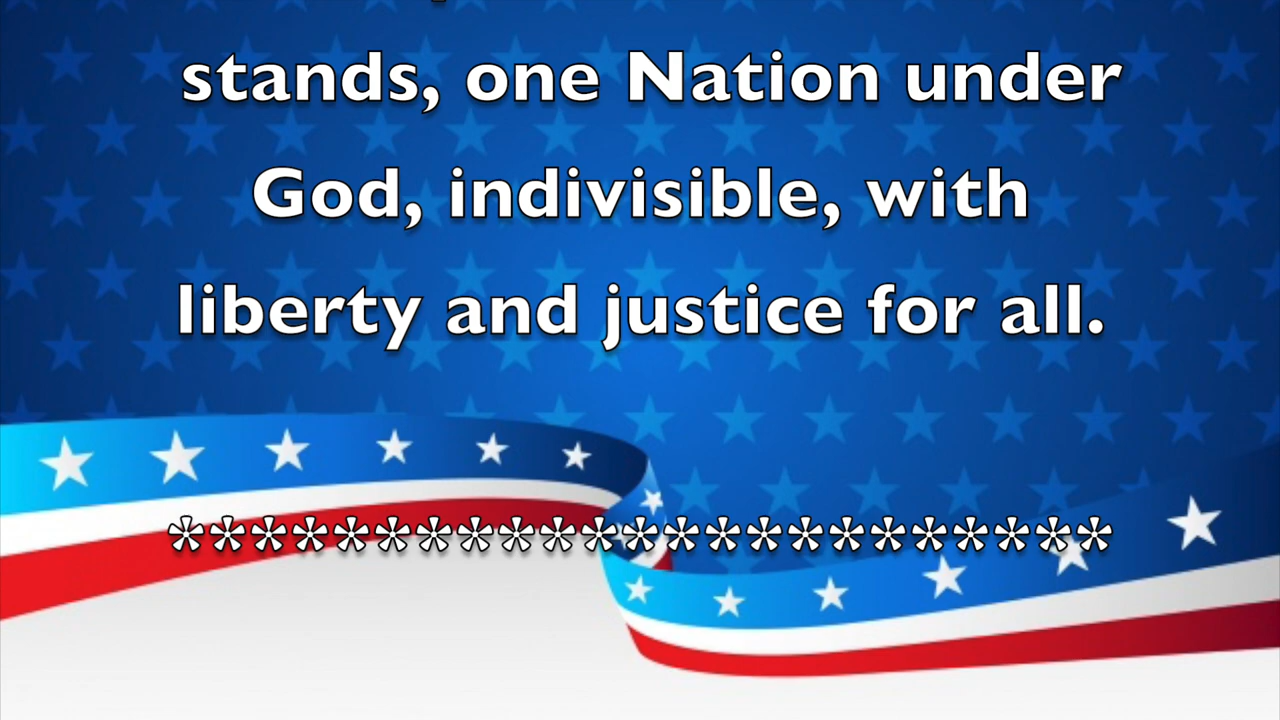 stands, one Nation under
God, indivisible, with
liberty and justice for all.
***********************